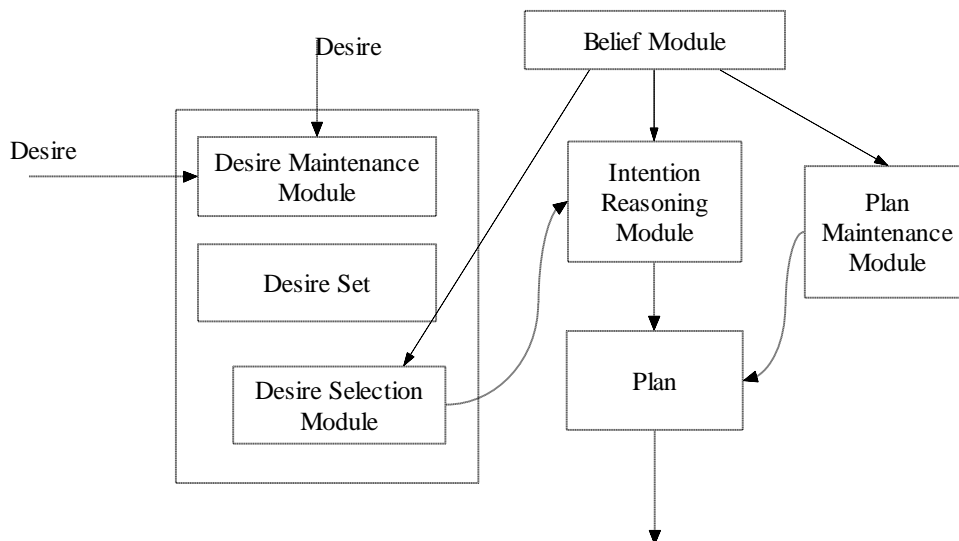 Desire
Belief Module
Desire
Desire Maintenance
Module
Intention
Reasoning
Module
Plan
Maintenance
Module
Desire Set
Desire Selection
Module
Plan